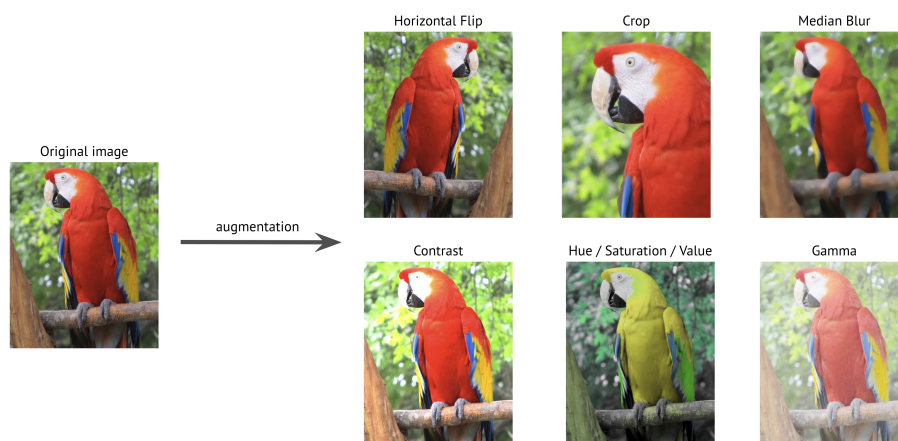 Horizontal Flip
Crop
Median Blur
Original image
augmentation
Contrast
Hue / Saturation / Value
Gamma